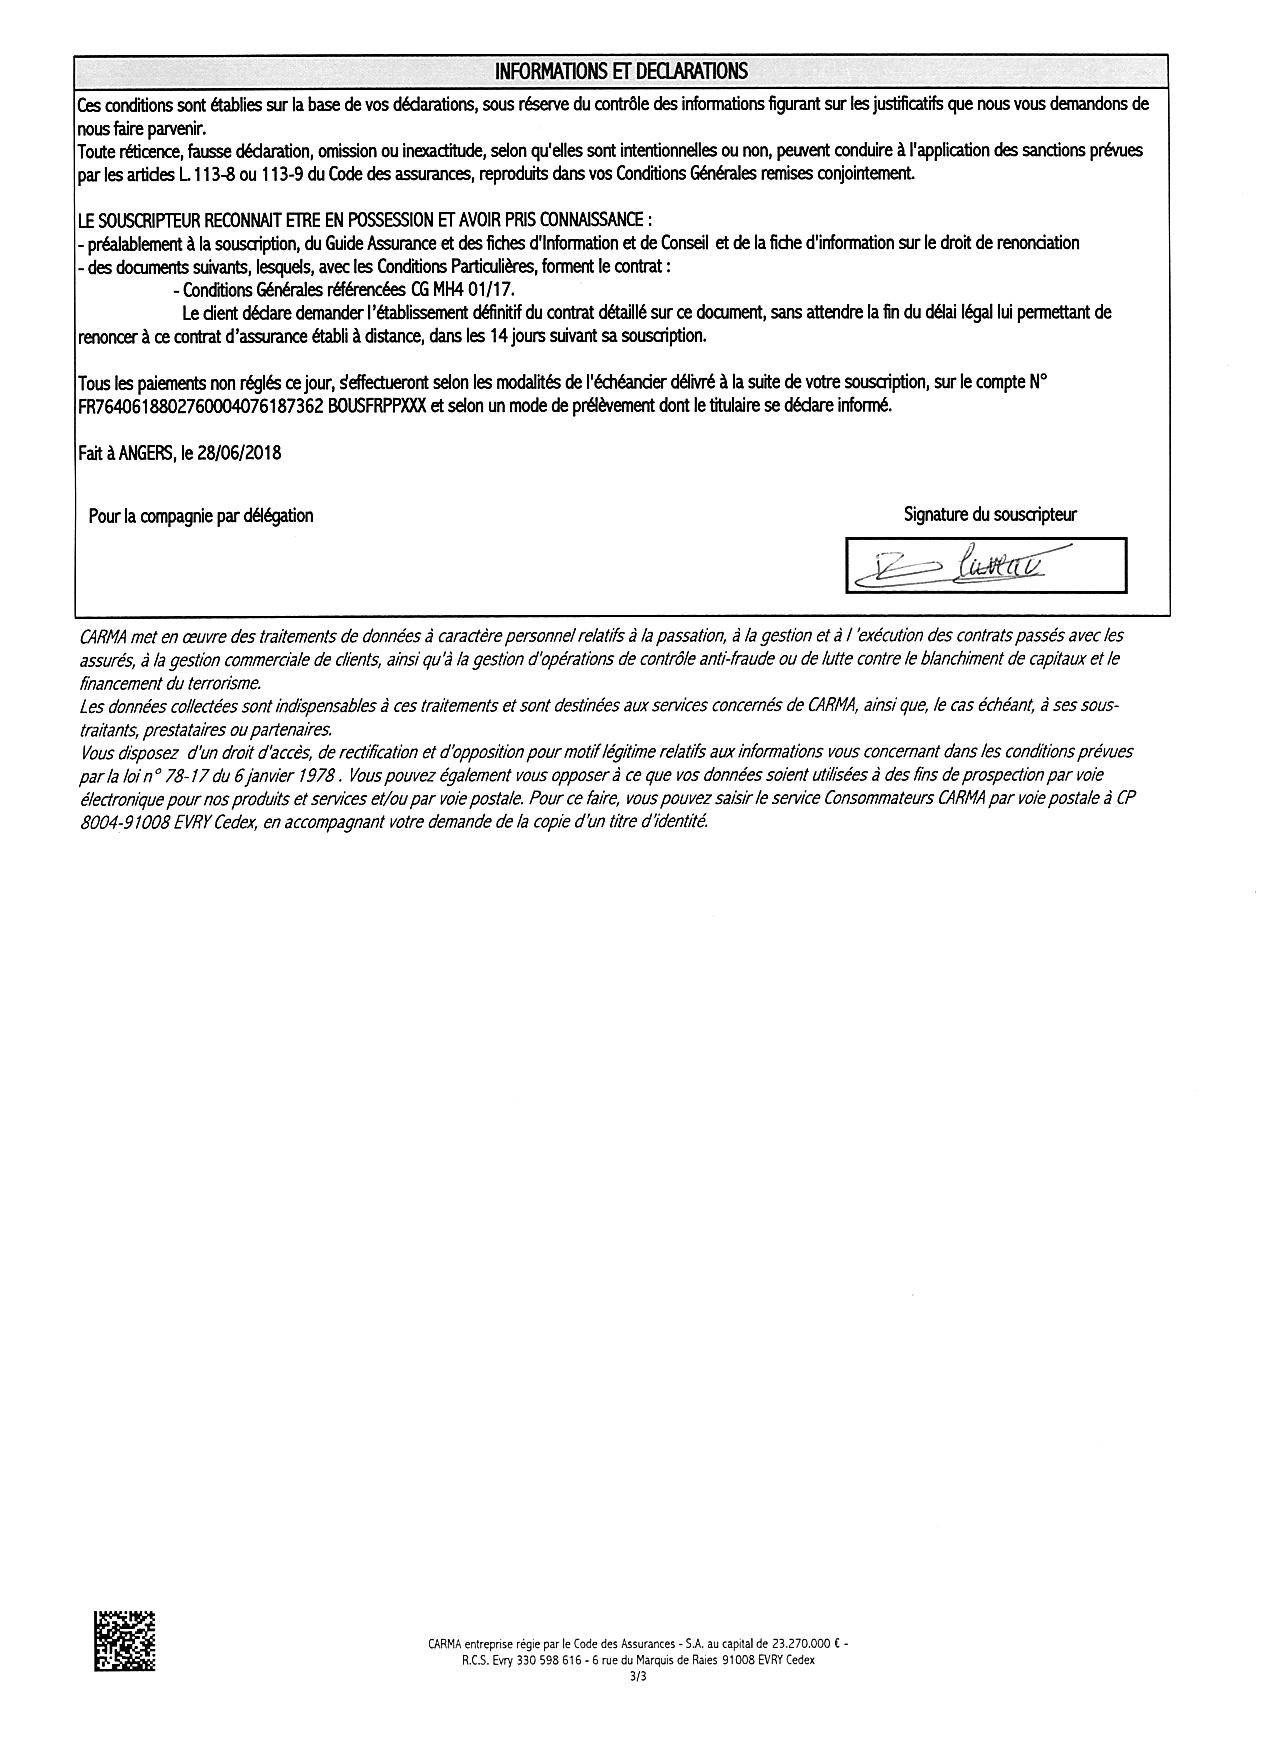 INFORMATIONS ET DECLARATIONS
Ces conditions sont établies sur la base de vos déclarations, sous réserve du contrôle des informations figurant sur les justificatifs que nous vous demandons de
nous faire parvenir.
Toute réticence, fausse déclaration, omission ou inexactitude, selon qu'elles sont intentionnelles ou non, peuvent conduire à l'application des sanctions prévues
par les articles L.113-8 ou 113-9 du Code des assurances, reproduits dans vos Conditions Générales remises conjointement.
LE SOUSCRIPTEUR RECONNAIT ETRE EN POSSESSION ET AVOIR PRIS CONNAISSANCE :
- préalablement à la souscription, du Guide Assurance et des fiches d'Information et de Conseil et de la fiche d'information sur le droit de renonciation
- des documents suivants, lesquels, avec les Conditions Particulières, forment le contrat :
- Conditions Générales référencées CG MH4 01/17.
Le client déclare demander l'établissement définitif du contrat détaillé sur ce document, sans attendre la fin du délai légal lui permettant de
renoncer à ce contrat d'assurance établi à distance, dans les 14 jours suivant sa souscription.
Tous les paiements non réglés ce jour, s'effectueront selon les modalités de l'échéancier délivré à la suite de votre souscription, sur le compte N°
FR7640618802760004076187362 BOUSFRPPXXX et selon un mode de prélèvement dont le titulaire se déclare informé.
Fait à ANGERS, le 28/06/2018
Pour la compagnie par délégation
Signature du souscripteur
CARMA met en œuvre des traitements de données à caractère personnel relatifs à la passation, à la gestion et à l 'exécution des contrats passés avec les
assurés, à la gestion commerciale de clients, ainsi qu'à la gestion d'opérations de contrôle anti-fraude ou de lutte contre le blanchiment de capitaux et le
financement du terrorisme.
Les données collectées sont indispensables à ces traitements et sont destinées aux services concernés de CARMA, ainsi que, le cas échéant, à ses sous-
traitants, prestataires ou partenaires.
Vous disposez d'un droit d'accès, de rectification et d'opposition pour motif légitime relatifs aux informations vous concernant dans les conditions prévues
par la loi n° 78-17 du 6 janvier 1978 . Vous pouvez également vous opposer à ce que vos données soient utilisées à des fins de prospection par voie
électronique pour nos produits et services et/ou par voie postale. Pour ce faire, vous pouvez saisir le service Consommateurs CARMA par voie postale à CP
8004-91008 EVRY Cedex, en accompagnant votre demande de la copie d'un titre d'identité.
CARMA entreprise régie par le Code des Assurances - S.A. au capital de 23.270.000 € -
R.C.S. Evry 330 598 616 - 6 rue du Marquis de Raies 91008 EVRY Cedex
3/3